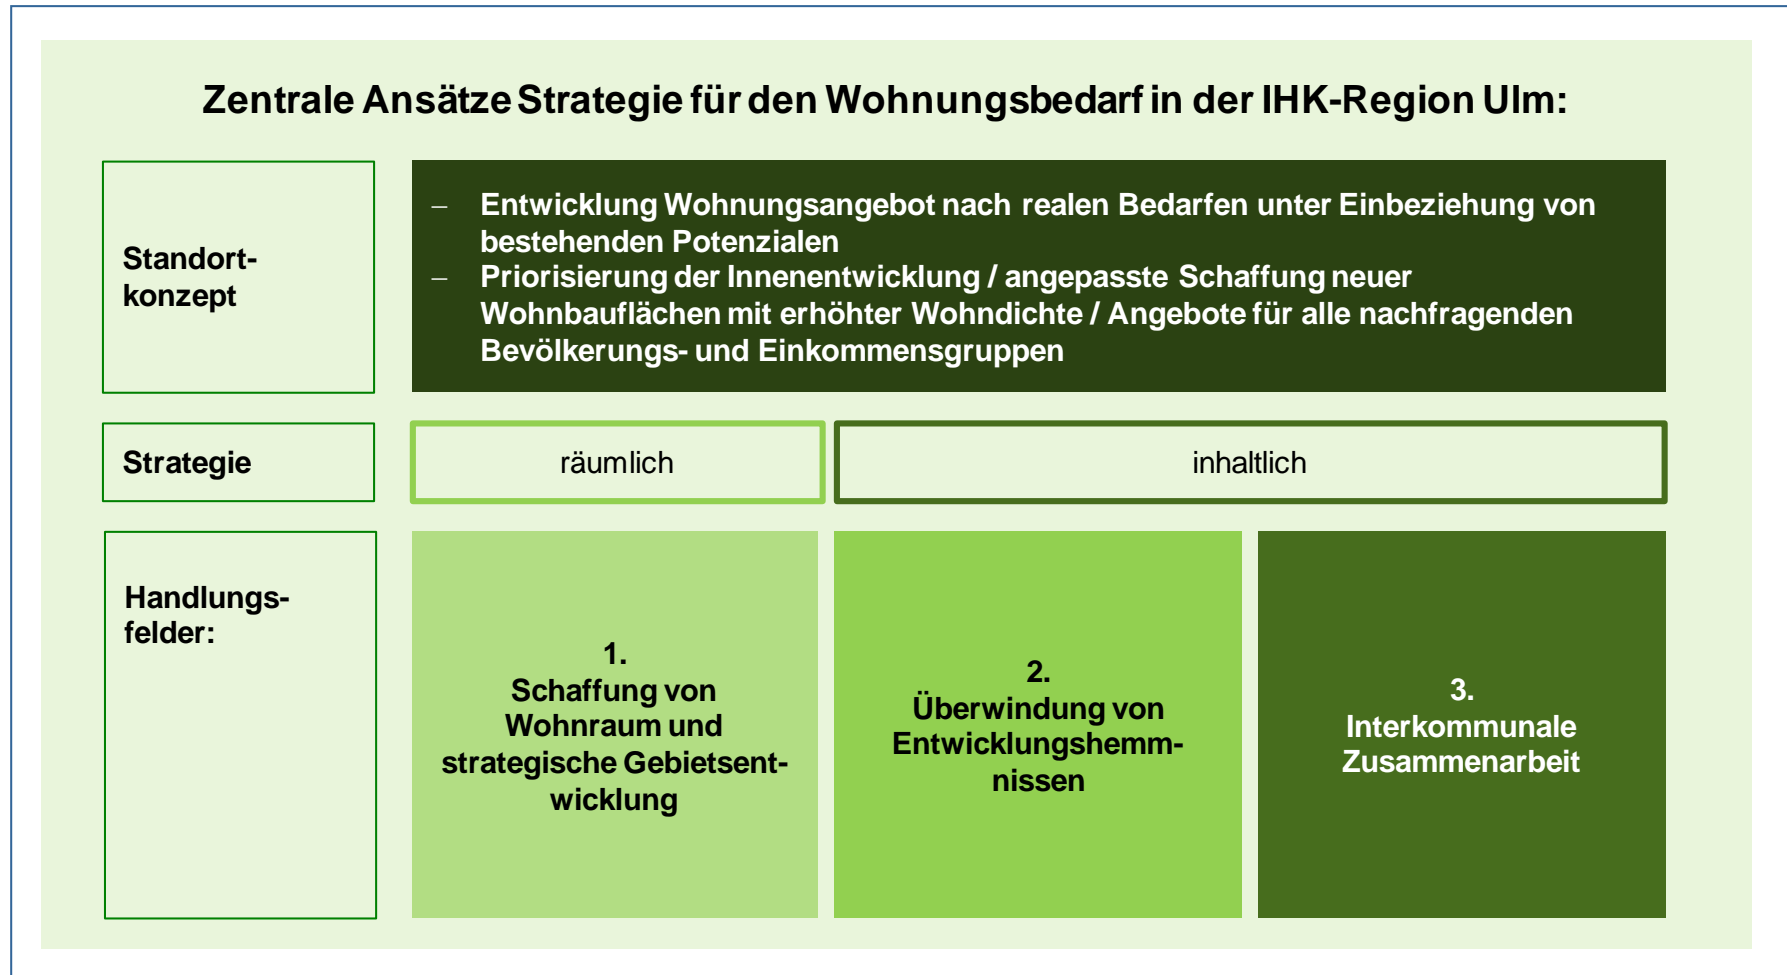 Zentrale Ansätze Strategie für den Wohnungsbedarf in der IHK-Region Ulm:
Standort-
konzept
– Entwicklung Wohnungsangebot nach realen Bedarfen unter Einbeziehung von
bestehenden Potenzialen
– Priorisierung der Innenentwicklung / angepasste Schaffung neuer
Wohnbauflächen mit erhöhter Wohndichte / Angebote für alle nachfragenden
Bevölkerungs- und Einkommensgruppen
Strategie
räumlich
inhaltlich
Handlungs-
felder:
1.
Schaffung von
Wohnraum und
strategische Gebietsent-
wicklung
2.
Überwindung von
Entwicklungshemm-
nissen
3.
Interkommunale
Zusammenarbeit